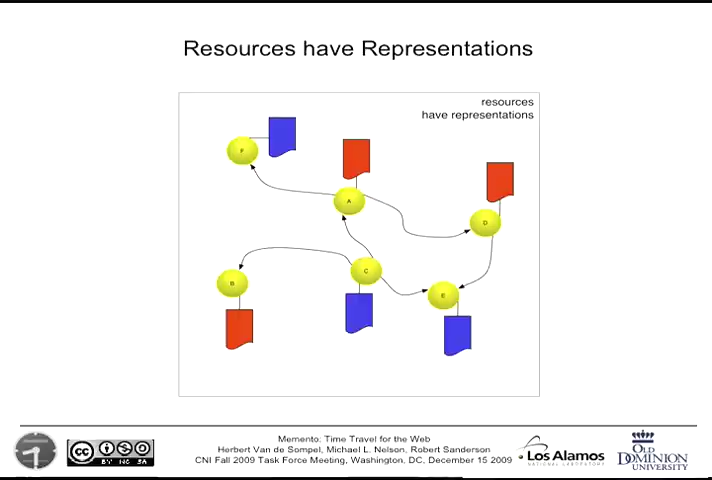 Resources have Representations
resources
have representations
F
A
D
B
C
E
Memento: Time Travel for the Web
Herbert Van de Sompel, Michael L. Nelson, Robert Sanderson
CNI Fall 2009 Task Force Meeting, Washington, DC, December 15 2009
cc
BY NC SA
Los Alamos
NATIONAL LABORATORY
OLD
DOMINION
UNIVERSITY